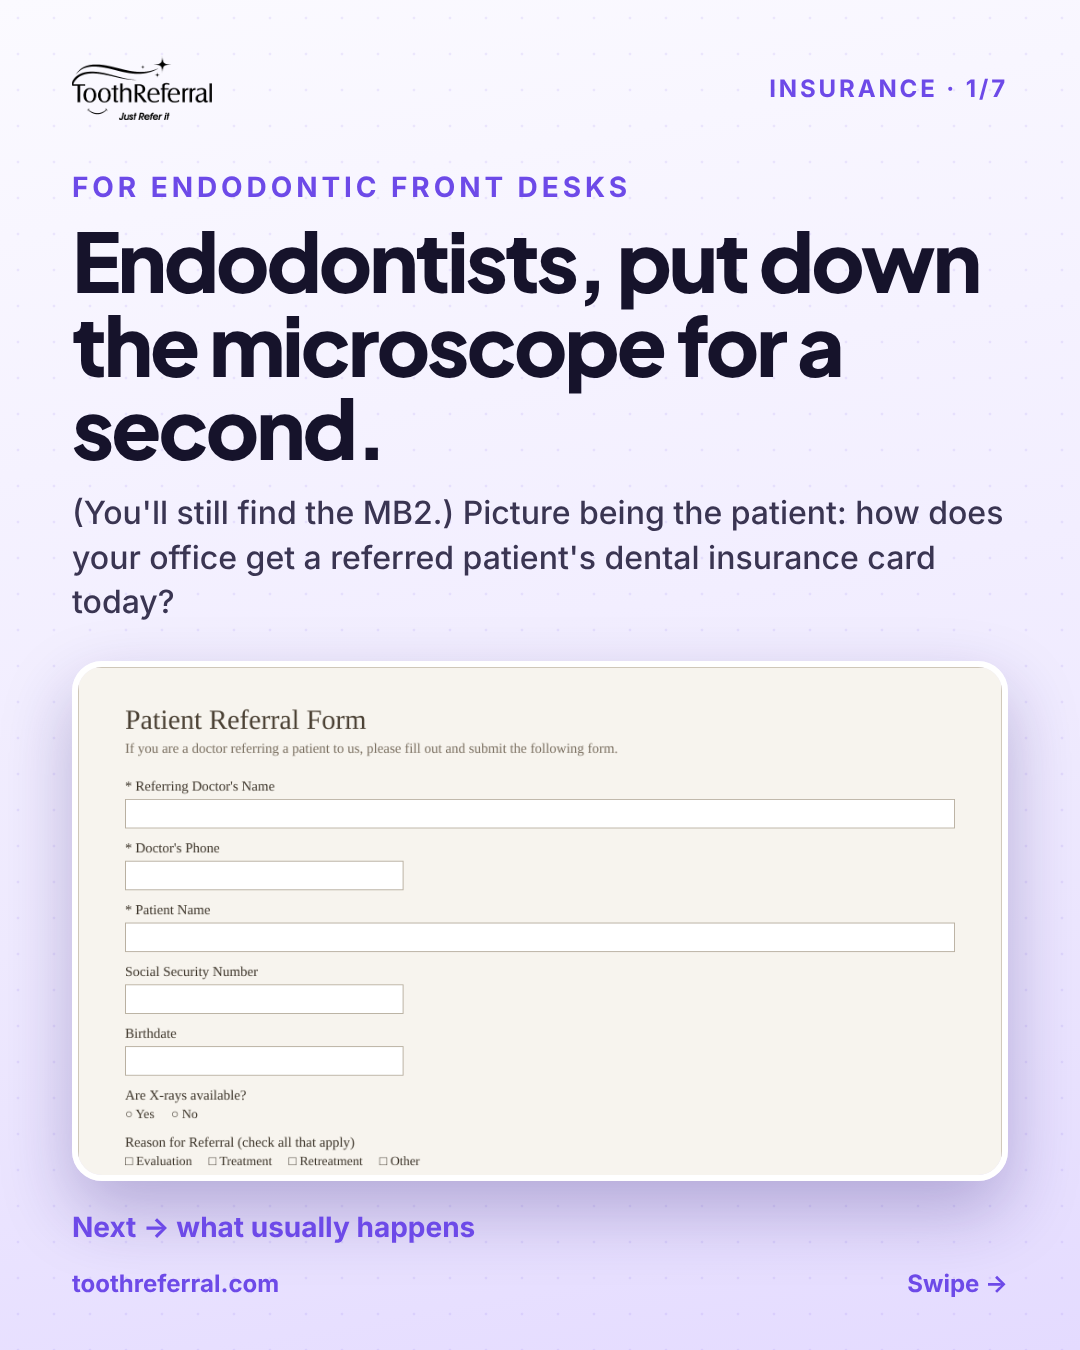 ToothReferral
Just Refer it
INSURANCE · 1/7
FOR ENDODONTIC FRONT DESKS
Endodontists, put down
the microscope for a
second.
(You'll still find the MB2.) Picture being the patient: how does
your office get a referred patient's dental insurance card
today?
Patient Referral Form
If you are a doctor referring a patient to us, please fill out and submit the following form.
* Referring Doctor's Name
* Doctor's Phone
* Patient Name
Social Security Number
Birthdate
Are X-rays available?
○ Yes ○ No
Reason for Referral (check all that apply)
□ Evaluation □ Treatment □ Retreatment □ Other
Next → what usually happens
toothreferral.com
Swipe →